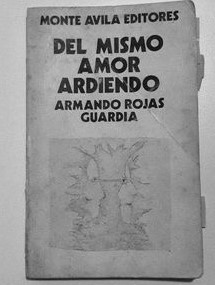 MONTE AVILA EDITORES
DEL MISMO
AMOR
ARDIENDO
ARMANDO ROJAS
GUARDIA